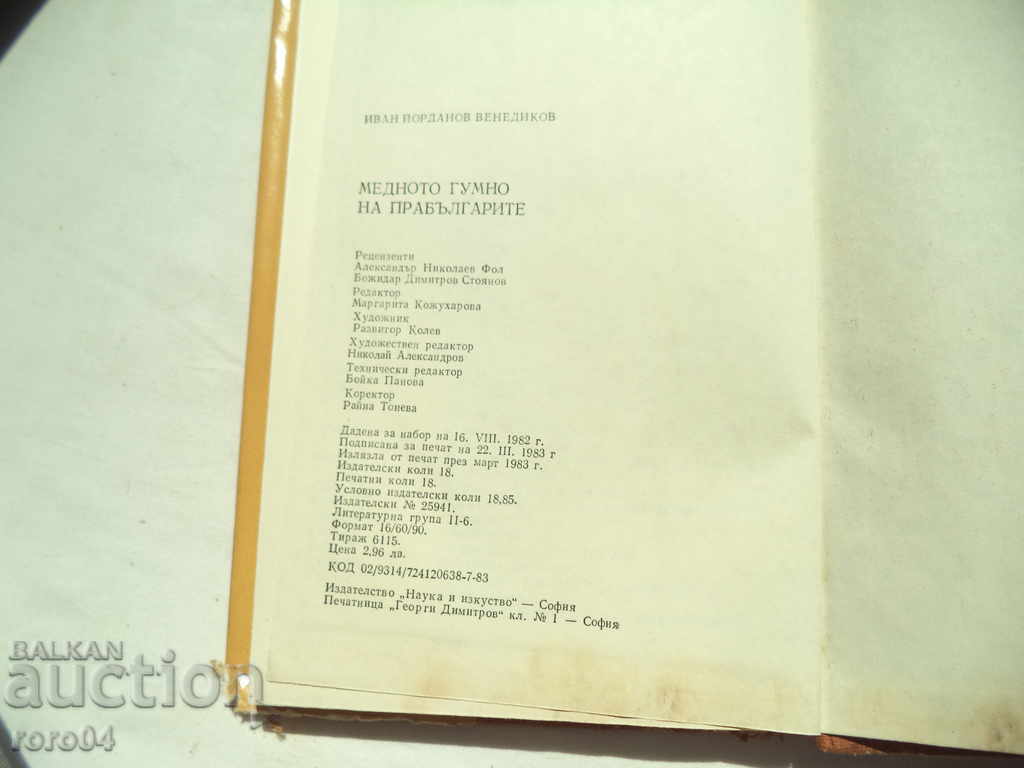 ИВАН ЙОРДАНОВ ВЕНЕДИКОВ
МЕДНОТО ГУМНО
НА ПРАБЪЛГАРИТЕ
Рецензенти
Александър Николаев Фол
Божидар Димитров Стоянов
Редактор
Маргарита Кожухарова
Художник
Развигор Колев
Художествен редактор
Николай Александров
Технически редактор
Бойка Панова
Коректор
Райна Тонева
Дадена за набор на 16. VIII. 1982 г.
Подписана за печат на 22. III. 1983 г
Излязла от печат през март 1983 г.
Издателски коли 18.
Печатни коли 18.
Условно издателски коли 18,85.
Издателски № 25941.
Литературна група II-6.
Формат 16/60/90.
Тираж 6115.
Цена 2,96 лв.
КОД 02/9314/724120638-7-83
Издателство „Наука и изкуство" — София
Печатница „Георги Димитров" кл. № 1 — София
BALKAN
auction
roro04